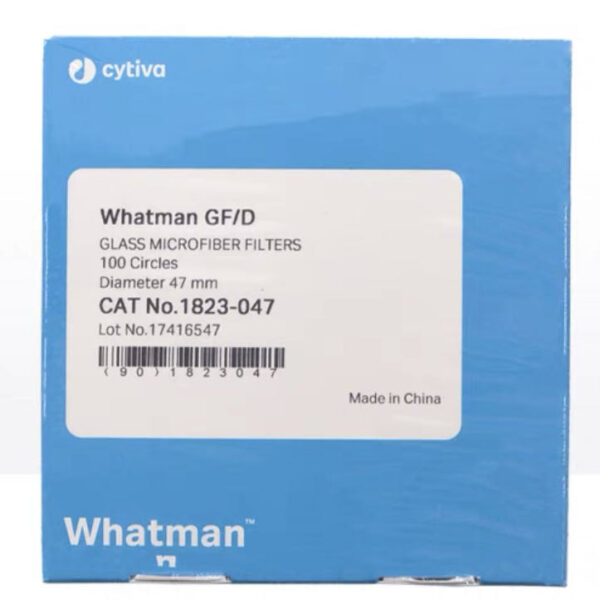 cytiva
Whatman GF/D
GLASS MICROFIBER FILTERS
100 Circles
Diameter 47 mm
CAT No.1823-047
Lot No.17416547
(90)1823047
Made in China
Whatman™